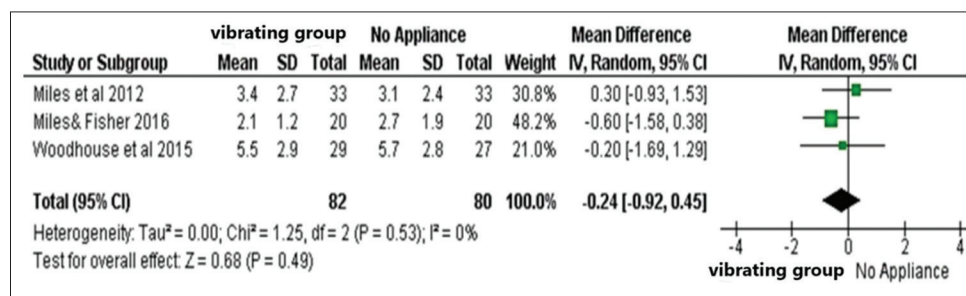 vibrating group No Appliance Mean Difference Mean Difference
Study or Subgroup Mean SD Total Mean SD Total Weight IV, Random, 95% CI IV, Random, 95% CI
Miles et al 2012 3.4 2.7 33 3.1 2.4 33 30.8% 0.30 [-0.93, 1.53]
Miles& Fisher 2016 2.1 1.2 20 2.7 1.9 20 48.2% -0.60 [-1.58, 0.38]
Woodhouse et al 2015 5.5 2.9 29 5.7 2.8 27 21.0% -0.20 [-1.69, 1.29]
Total (95% CI) 82 80 100.0% -0.24 [-0.92, 0.45]
Heterogeneity: Tau² = 0.00; Chi² = 1.25, df = 2 (P = 0.53); I² = 0%
Test for overall effect: Z = 0.68 (P = 0.49)
-4 -2 0 2 4
vibrating group No Appliance